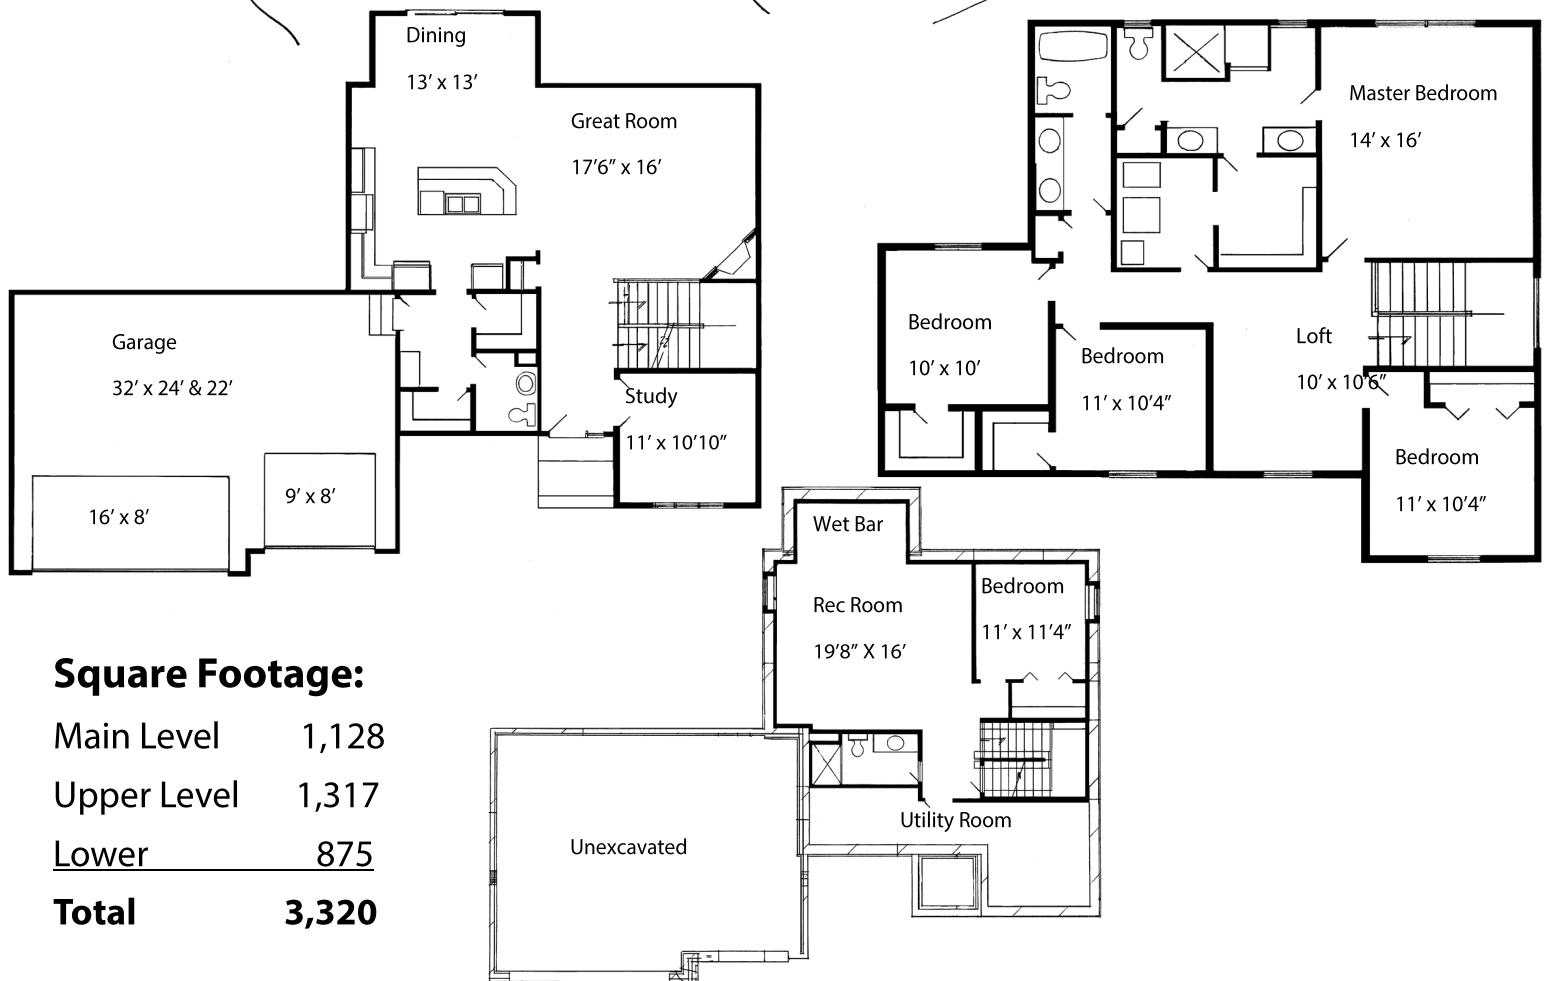 Dining
13’ x 13’
Great Room
17’6” x 16’
Garage
32’ x 24’ & 22’
16’ x 8’
9’ x 8’
Study
11’ x 10’10”
Master Bedroom
14’ x 16’
Bedroom
10’ x 10’
Bedroom
11’ x 10’4”
Loft
10’ x 10’6”
Bedroom
11’ x 10’4”
Wet Bar
Rec Room
19’8” X 16’
Bedroom
11’ x 11’4”
Utility Room
Unexcavated
Square Footage:
Main Level 1,128
Upper Level 1,317
Lower 875
Total 3,320